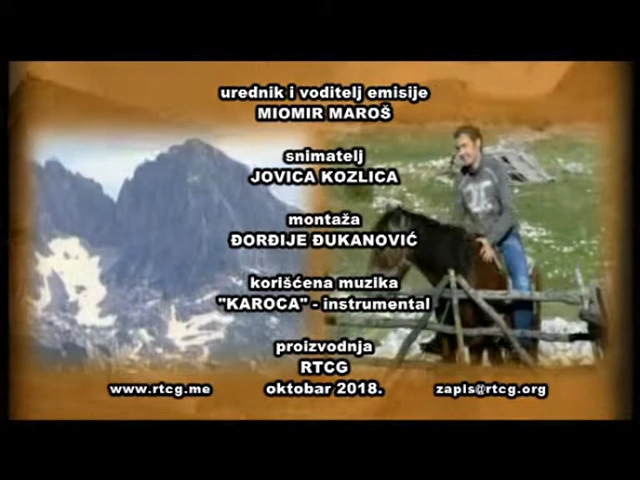 urednik i voditelj emisije
MIOMIR MAROŠ
snimatelj
JOVICA KOZLICA
montaža
ĐORĐIJE ĐUKANOVIĆ
korišćena muzika
"KAROCA" - instrumental
proizvodnja
RTCG
www.rtcg.me oktobar 2018. zapis@rtcg.org